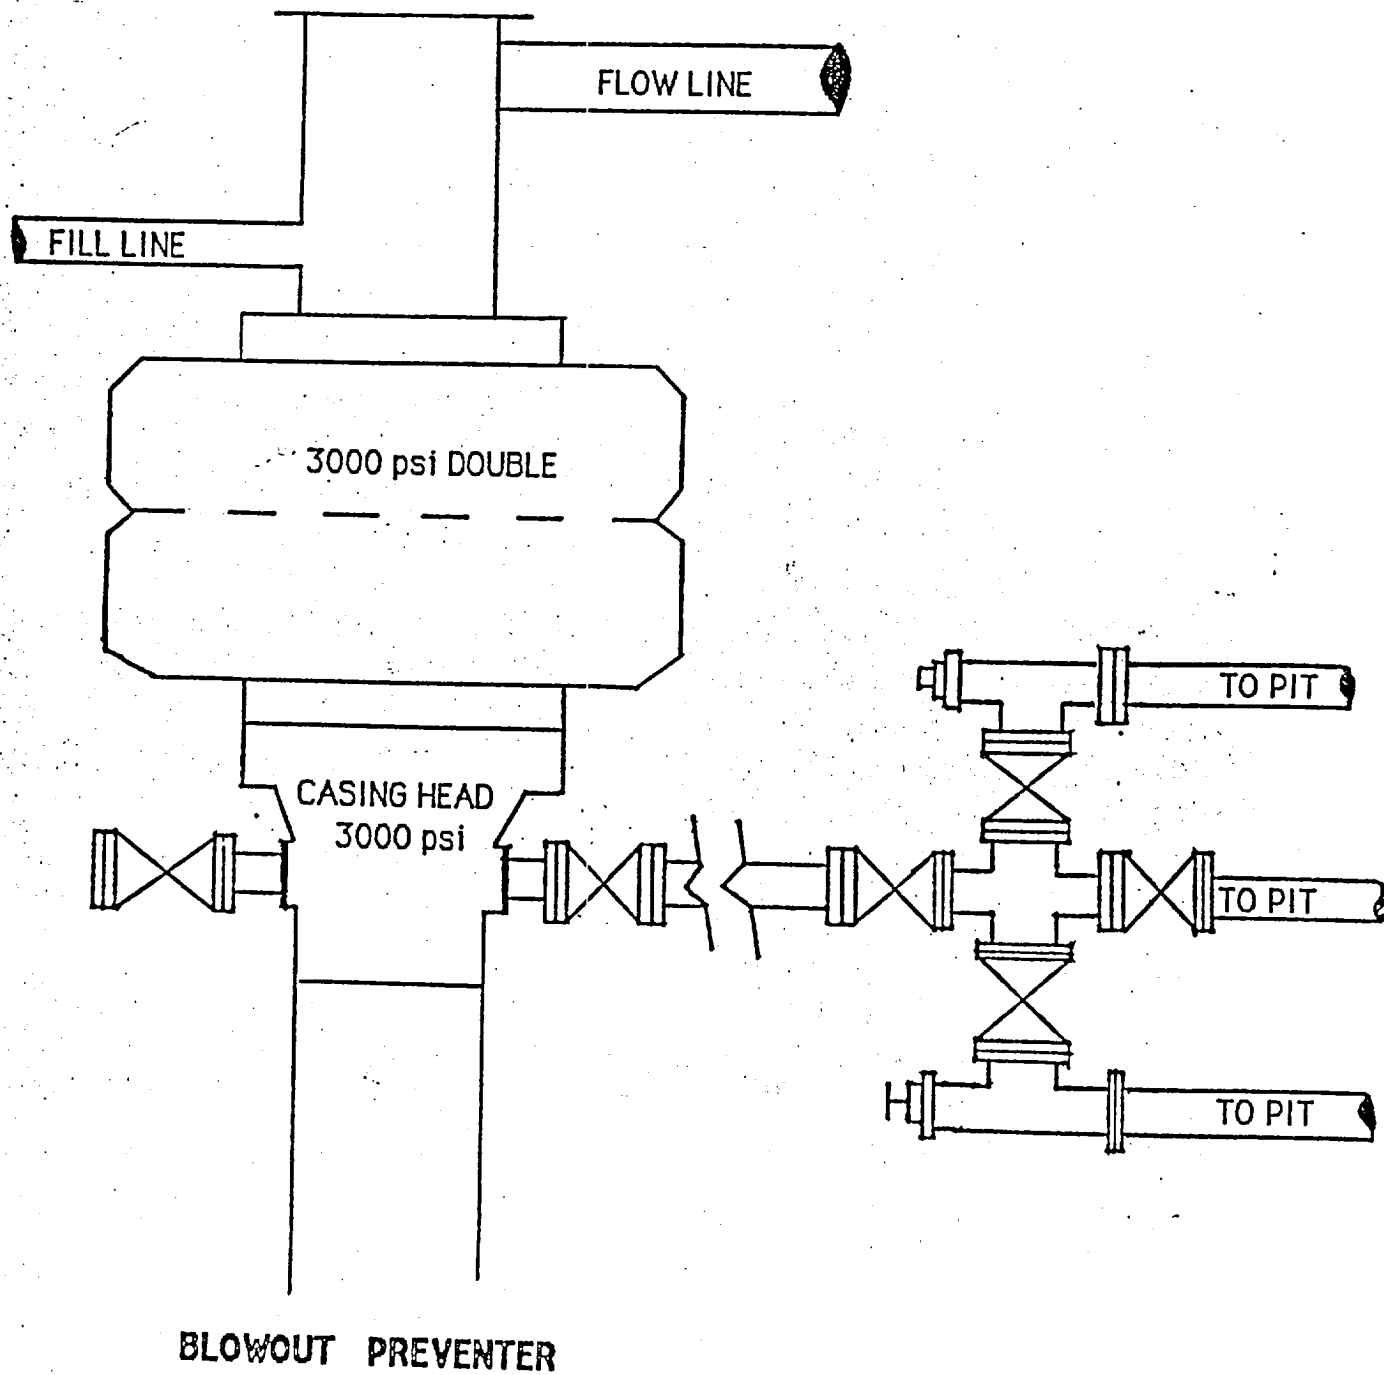 FLOW LINE
FILL LINE
3000 psi DOUBLE
TO PIT
CASING HEAD
3000 psi
TO PIT
TO PIT
BLOWOUT PREVENTER